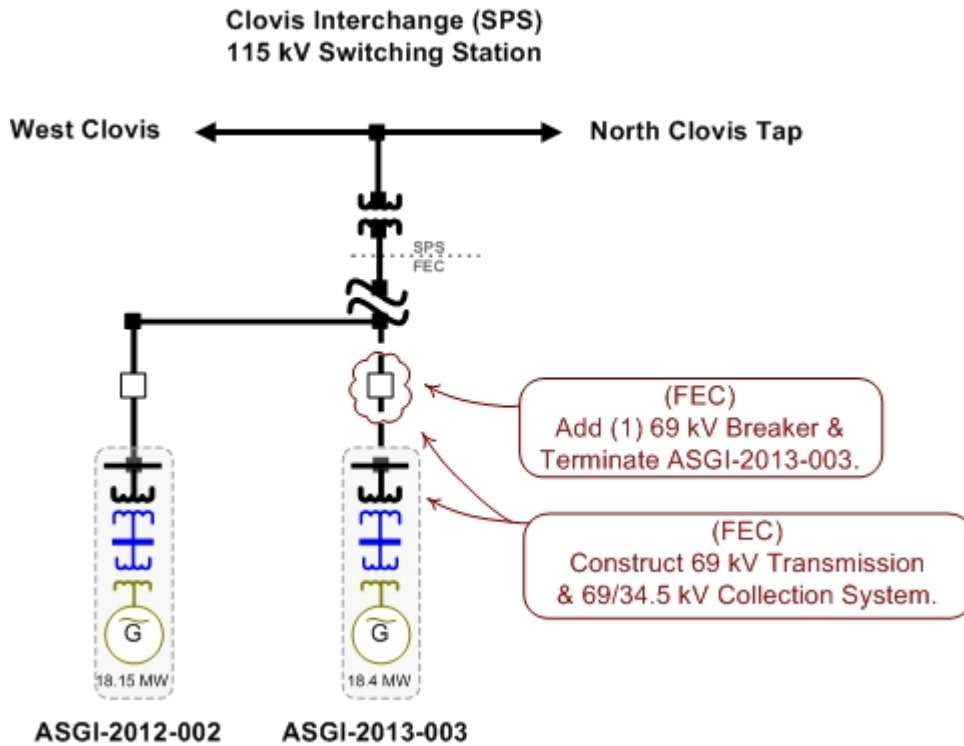 Clovis Interchange (SPS)
115 kV Switching Station
West Clovis
North Clovis Tap
SPS
FEC
(FEC)
Add (1) 69 kV Breaker &
Terminate ASGI-2013-003.
(FEC)
Construct 69 kV Transmission
& 69/34.5 kV Collection System.
G
G
18.15 MW
18.4 MW
ASGI-2012-002
ASGI-2013-003